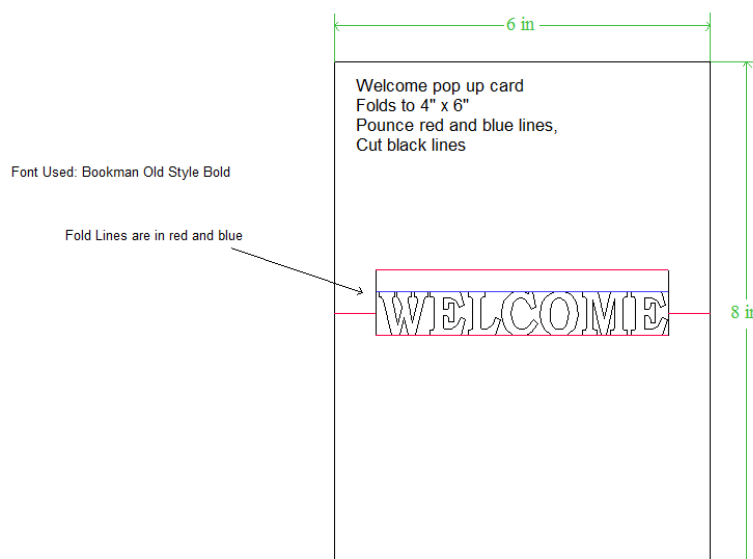 6 in
Welcome pop up card
Folds to 4" x 6"
Pounce red and blue lines,
Cut black lines
Font Used: Bookman Old Style Bold
Fold Lines are in red and blue
WELCOME
8 in